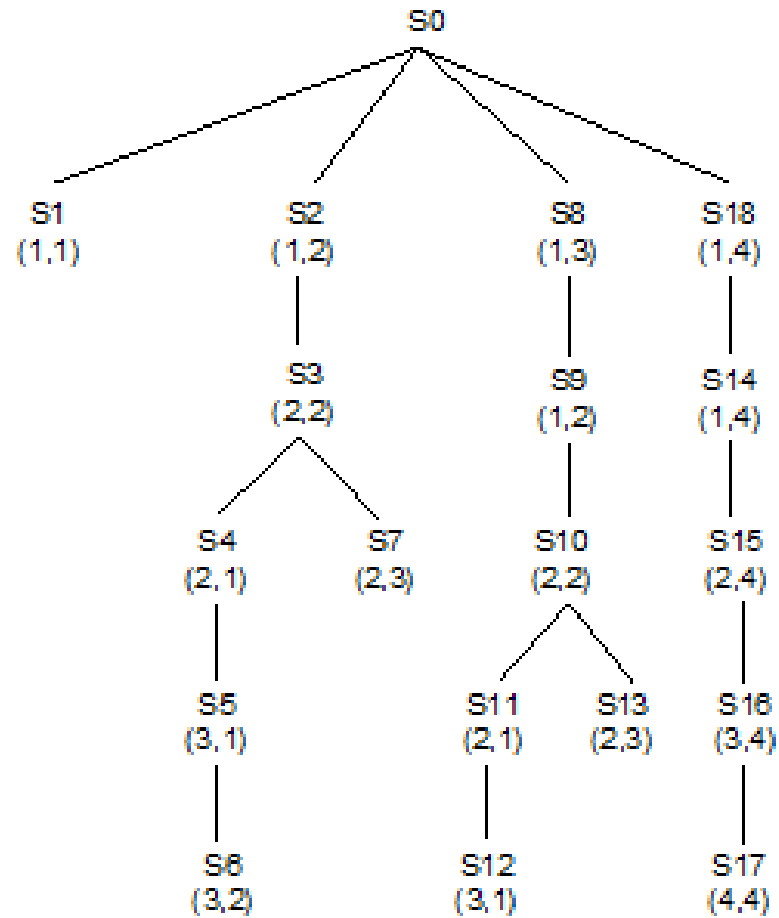 S0
S1 S2 S8 S18
(1,1) (1,2) (1,3) (1,4)
S3 S9 S14
(2,2) (1,2) (1,4)
S4 S7 S10 S15
(2,1) (2,3) (2,2) (2,4)
S5 S11 S13 S16
(3,1) (2,1) (2,3) (3,4)
S6 S12 S17
(3,2) (3,1) (4,4)